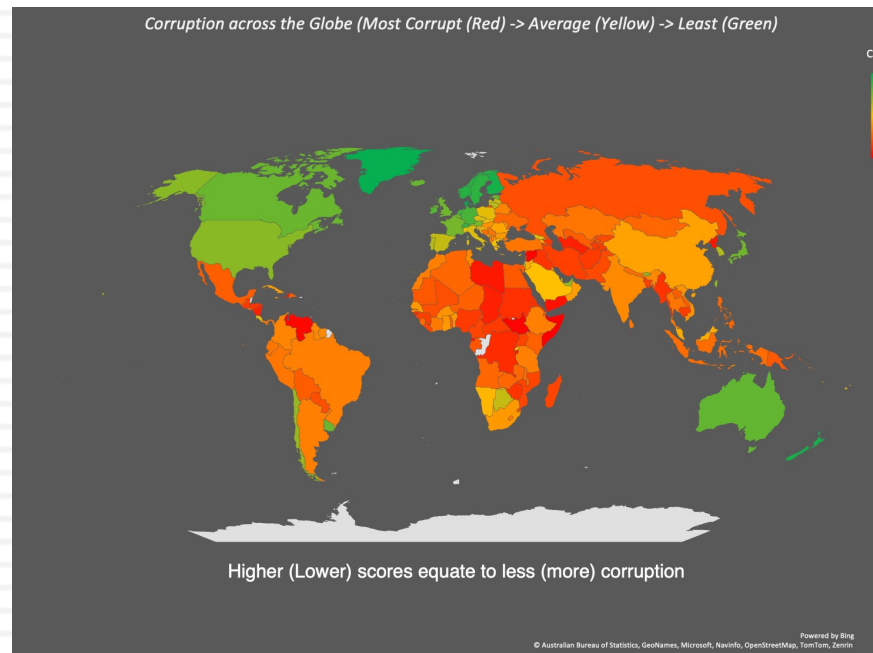 Corruption across the Globe (Most Corrupt (Red) -> Average (Yellow) -> Least (Green)
C
Higher (Lower) scores equate to less (more) corruption
Powered by Bing
© Australian Bureau of Statistics, GeoNames, Microsoft, Navinfo, OpenStreetMap, TomTom, Zenrin